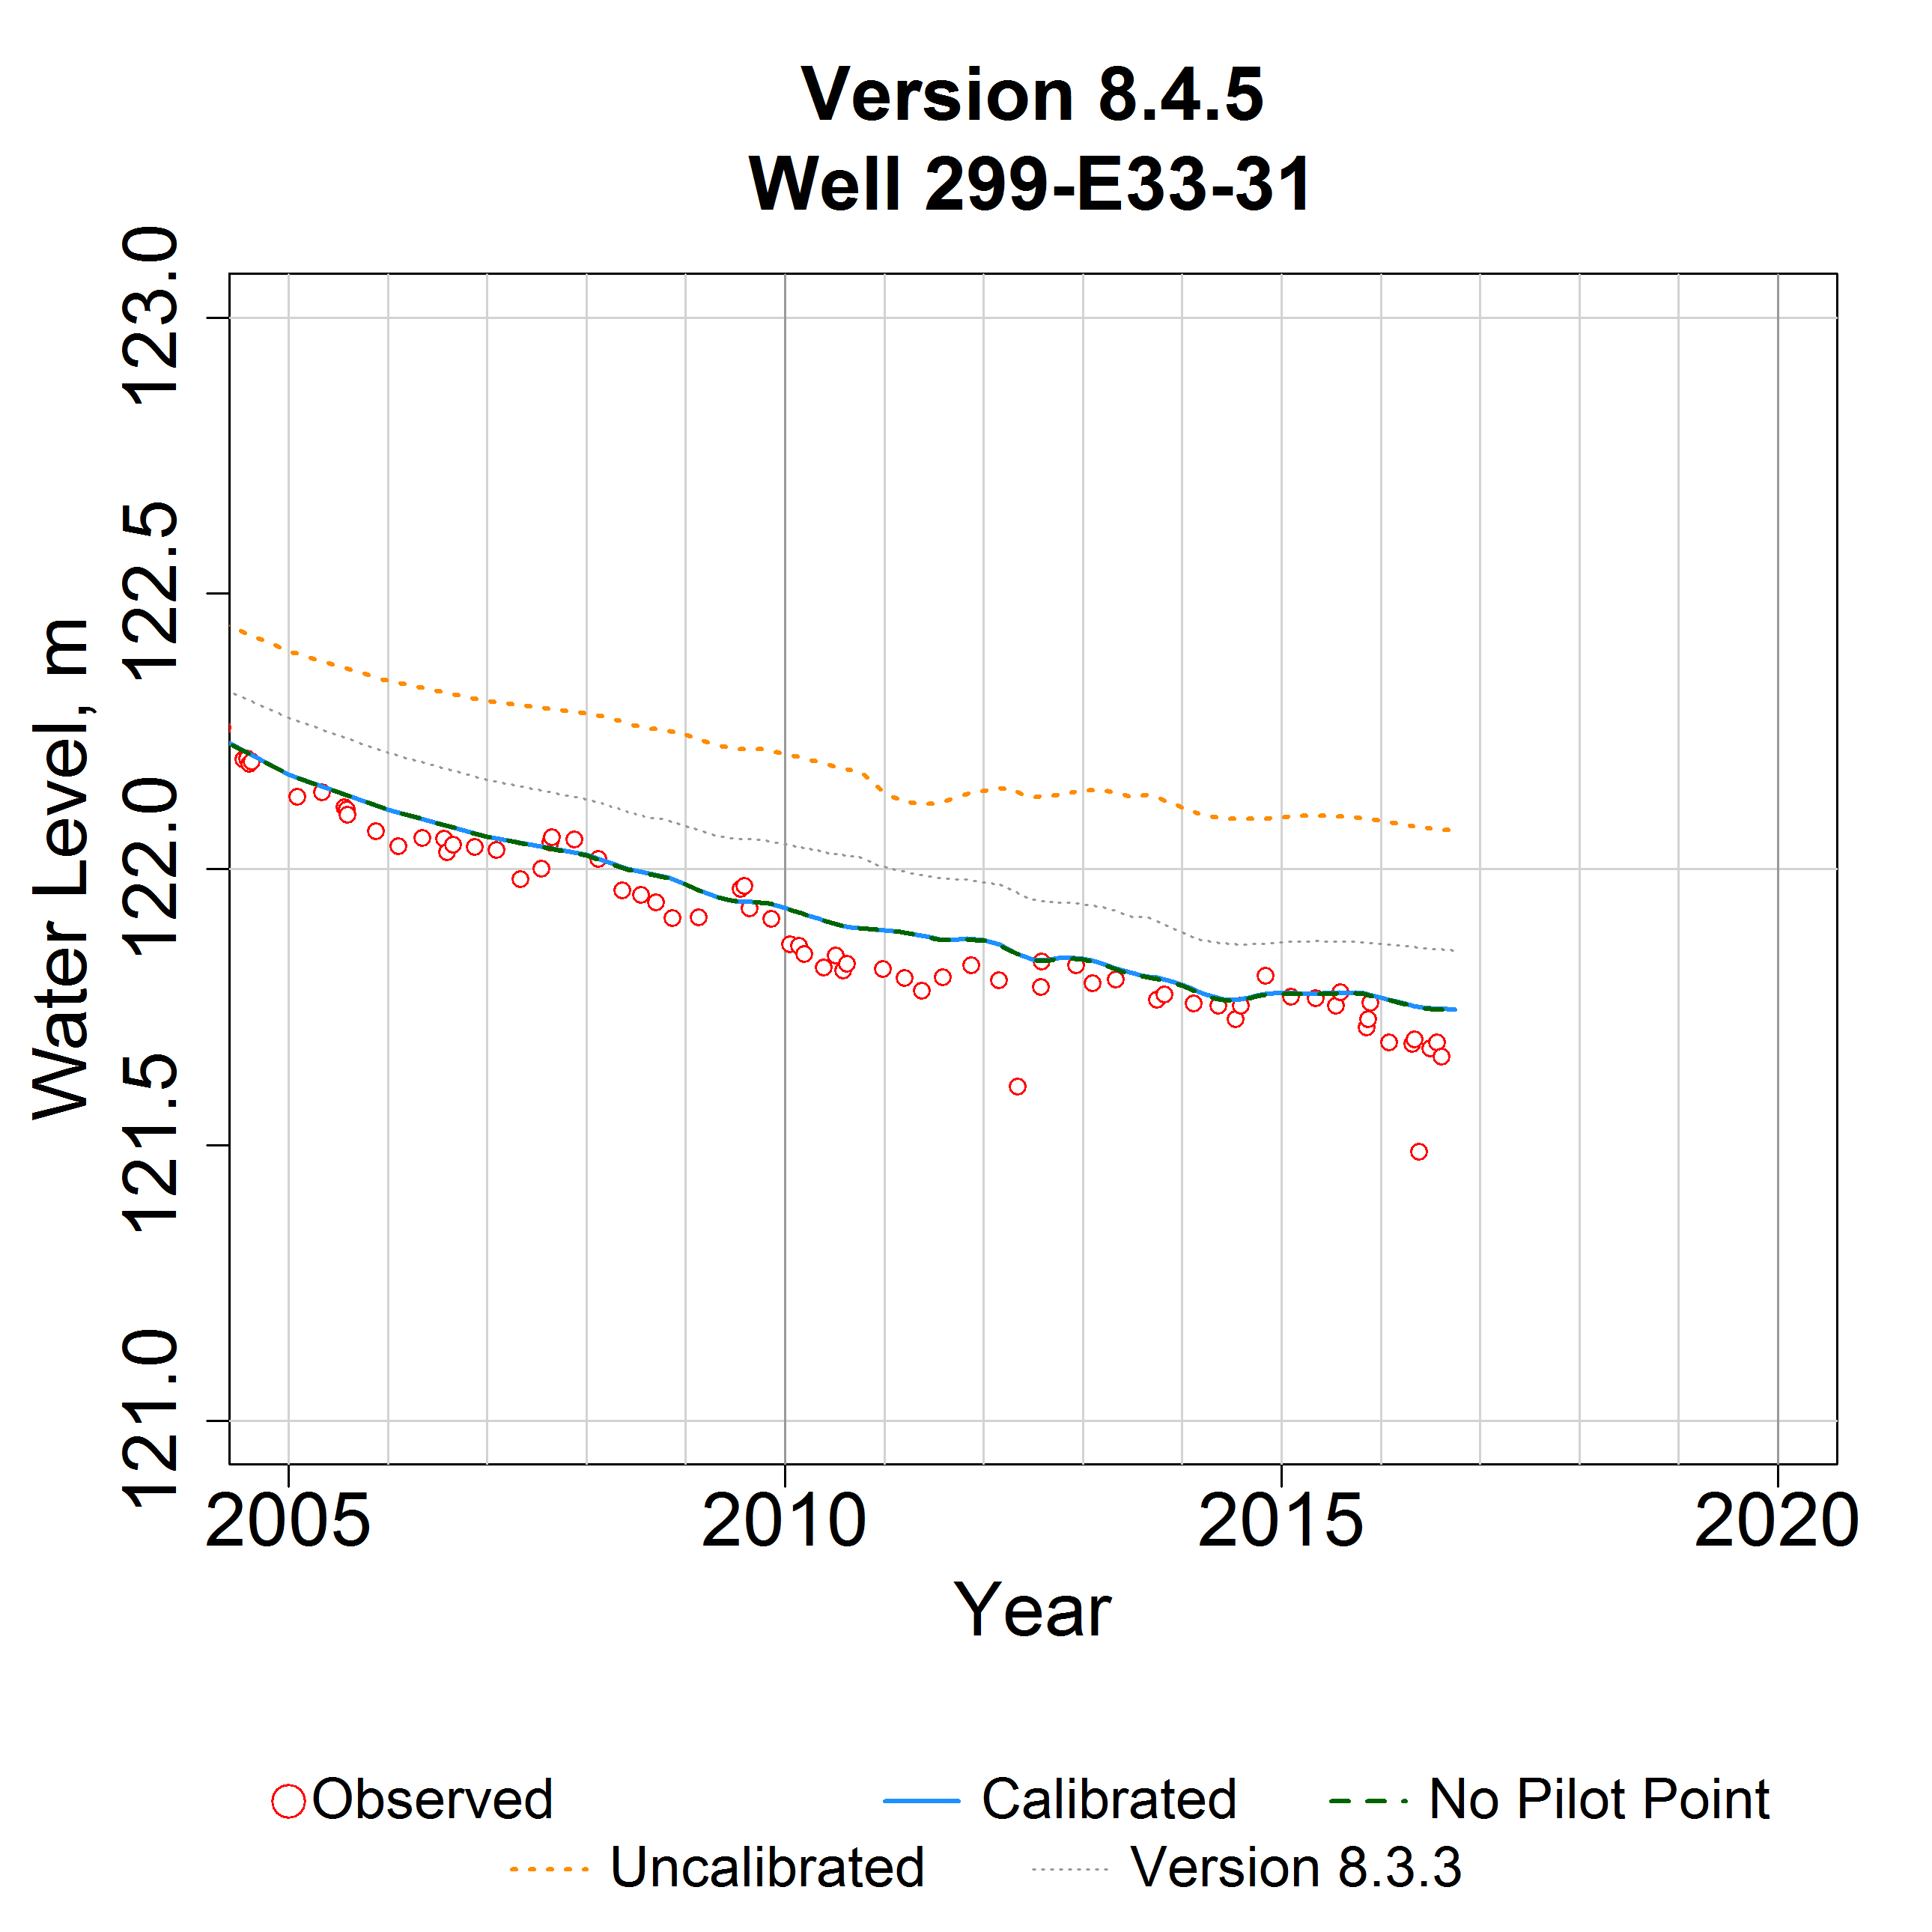 Version 8.4.5
Well 299-E33-31
Water Level, m
123.0
122.5
122.0
121.5
121.0
2005 2010 2015 2020
Year
Observed Calibrated No Pilot Point
Uncalibrated Version 8.3.3